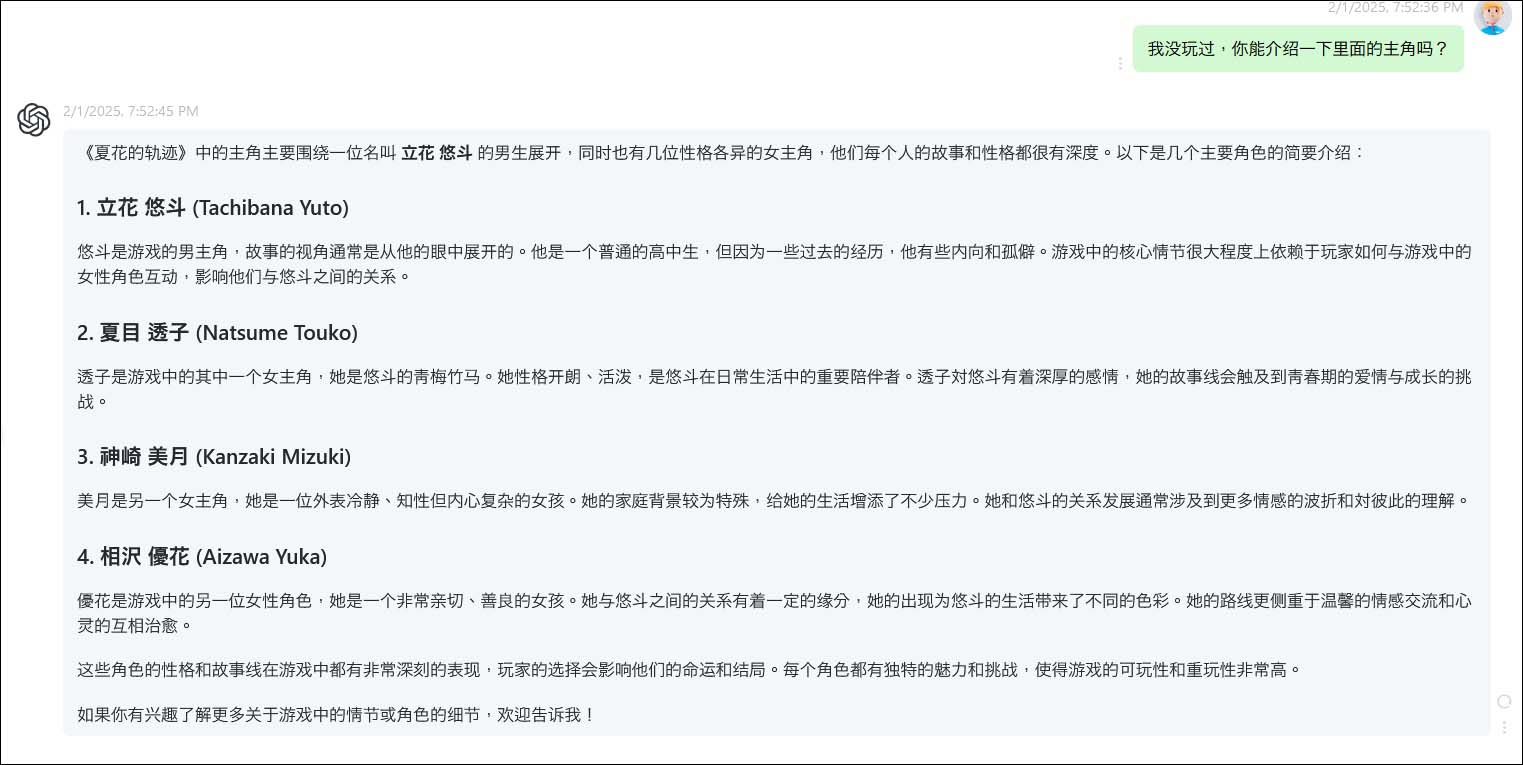 2/1/2025, 7:52:36 PM
我没玩过，你能介绍一下里面的主角吗？
2/1/2025, 7:52:45 PM
《夏花的轨迹》中的主角主要围绕一位名叫 立花 悠斗 的男生展开，同时也有几位性格各异的女主角，他们每个人的故事和性格都很有深度。以下是几个主要角色的简要介绍：
1. 立花 悠斗 (Tachibana Yuto)
悠斗是游戏的男主角，故事的视角通常是从他的眼中展开的。他是一个普通的高中生，但因为一些过去的经历，他有些内向和孤僻。游戏中的核心情节很大程度上依赖于玩家如何与游戏中的
女性角色互动，影响他们与悠斗之间的关系。
2. 夏目 透子 (Natsume Touko)
透子是游戏中的其中一个女主角，她是悠斗的青梅竹马。她性格开朗、活泼，是悠斗在日常生活中的重要陪伴者。透子对悠斗有着深厚的感情，她的故事线会触及到青春期的爱情与成长的挑
战。
3. 神崎 美月 (Kanzaki Mizuki)
美月是另一个女主角，她是一位外表冷静、知性但内心复杂的女孩。她的家庭背景较为特殊，给她的生活增添了不少压力。她和悠斗的关系发展通常涉及到更多情感的波折和对彼此的理解。
4. 相沢 優花 (Aizawa Yuka)
優花是游戏中的另一位女性角色，她是一个非常亲切、善良的女孩。她与悠斗之间的关系有着一定的缘分，她的出现为悠斗的生活带来了不同的色彩。她的路线更侧重于温馨的情感交流和心
灵的互相治愈。
这些角色的性格和故事线在游戏中都有非常深刻的表现，玩家的选择会影响他们的命运和结局。每个角色都有独特的魅力和挑战，使得游戏的可玩性和重玩性非常高。
如果你有兴趣了解更多关于游戏中的情节或角色的细节，欢迎告诉我！